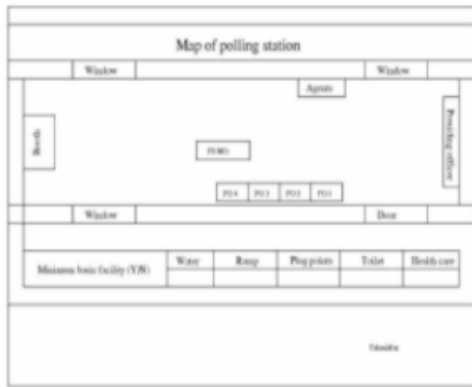 Map of polling station
Window Window
Agents
Booth
Presiding officer
PO4 PO3 PO2 PO1
Window Door
Minimum basic facility (Y/N) Water Ramp Plug points Toilet Health care